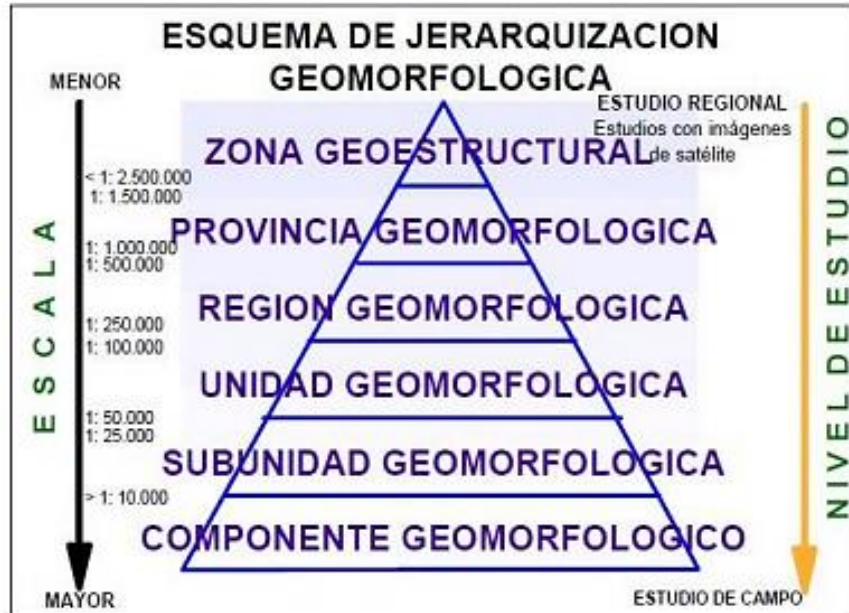 ESQUEMA DE JERARQUIZACION
GEOMORFOLOGICA
MENOR
ESTUDIO REGIONAL
Estudios con imágenes
de satélite
ZONA GEOESTRUCTURAL
< 1: 2.500.000
1: 1.500.000
PROVINCIA GEOMORFOLOGICA
1: 1.000.000
1: 500.000
REGION GEOMORFOLOGICA
1: 250.000
1: 100.000
UNIDAD GEOMORFOLOGICA
1: 50.000
1: 25.000
SUBUNIDAD GEOMORFOLOGICA
> 1: 10.000
COMPONENTE GEOMORFOLOGICO
MAYOR
ESTUDIO DE CAMPO
ESCALA
NIVEL DE ESTUDIO